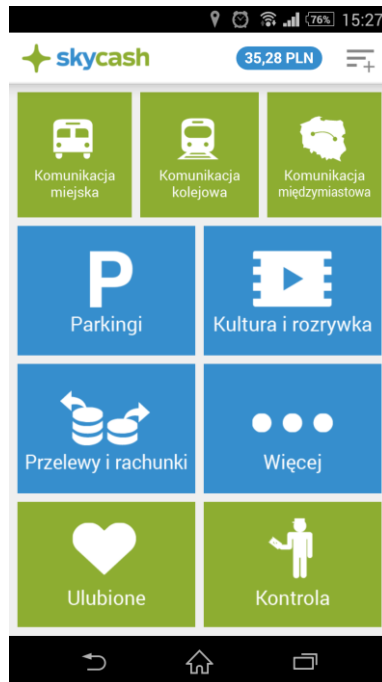 76% 15:27
skycash
35,28 PLN
Komunikacja
miejska
Komunikacja
kolejowa
Komunikacja
międzymiastowa
P
Parkingi
Kultura i rozrywka
Przelewy i rachunki
Więcej
Ulubione
Kontrola